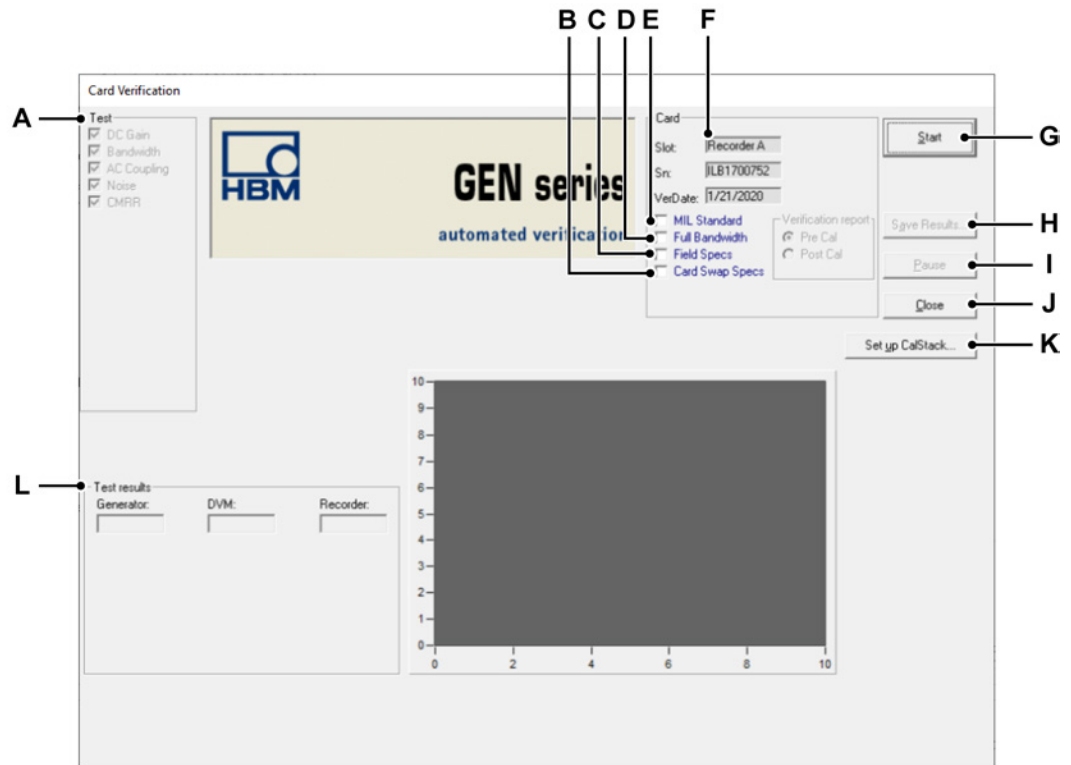 B C D E F
Card Verification
A
Test
DC Gain
Bandwidth
AC Coupling
Noise
CMRR
HBM
GEN series
automated verification
Card
Slot: Recorder A
Sn: ILB1700752
VerDate: 1/21/2020
MIL Standard
Full Bandwidth
Field Specs
Card Swap Specs
Verification report
Pre Cal
Post Cal
Start
G
Save Results...
H
Pause
I
Close
J
Set up CalStack...
K
L
Test results
Generator: DVM: Recorder:
10
9
8
7
6
5
4
3
2
1
0
0 2 4 6 8 10